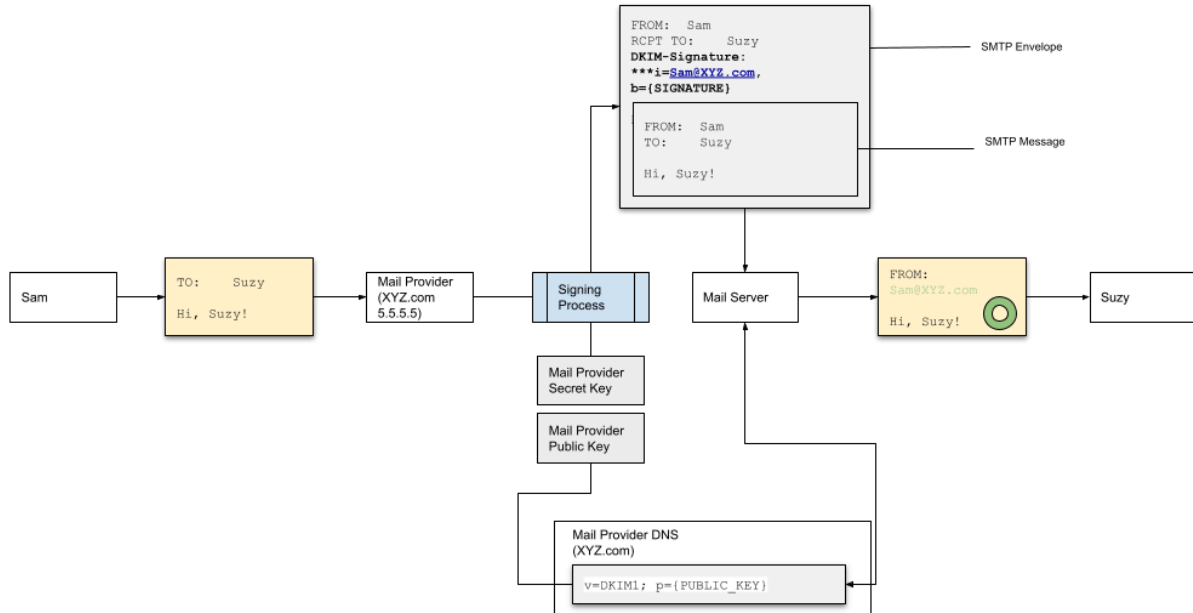 FROM: Sam
RCPT TO: Suzy
DKIM-Signature:
***i=Sam@XYZ.com,
b={SIGNATURE}
FROM: Sam
TO: Suzy
Hi, Suzy!
SMTP Envelope
SMTP Message
Sam
TO: Suzy
Hi, Suzy!
Mail Provider
(XYZ.com
5.5.5.5)
Signing
Process
Mail Server
FROM:
Sam@XYZ.com
Hi, Suzy!
Suzy
Mail Provider
Secret Key
Mail Provider
Public Key
Mail Provider DNS
(XYZ.com)
v=DKIM1; p={PUBLIC_KEY}